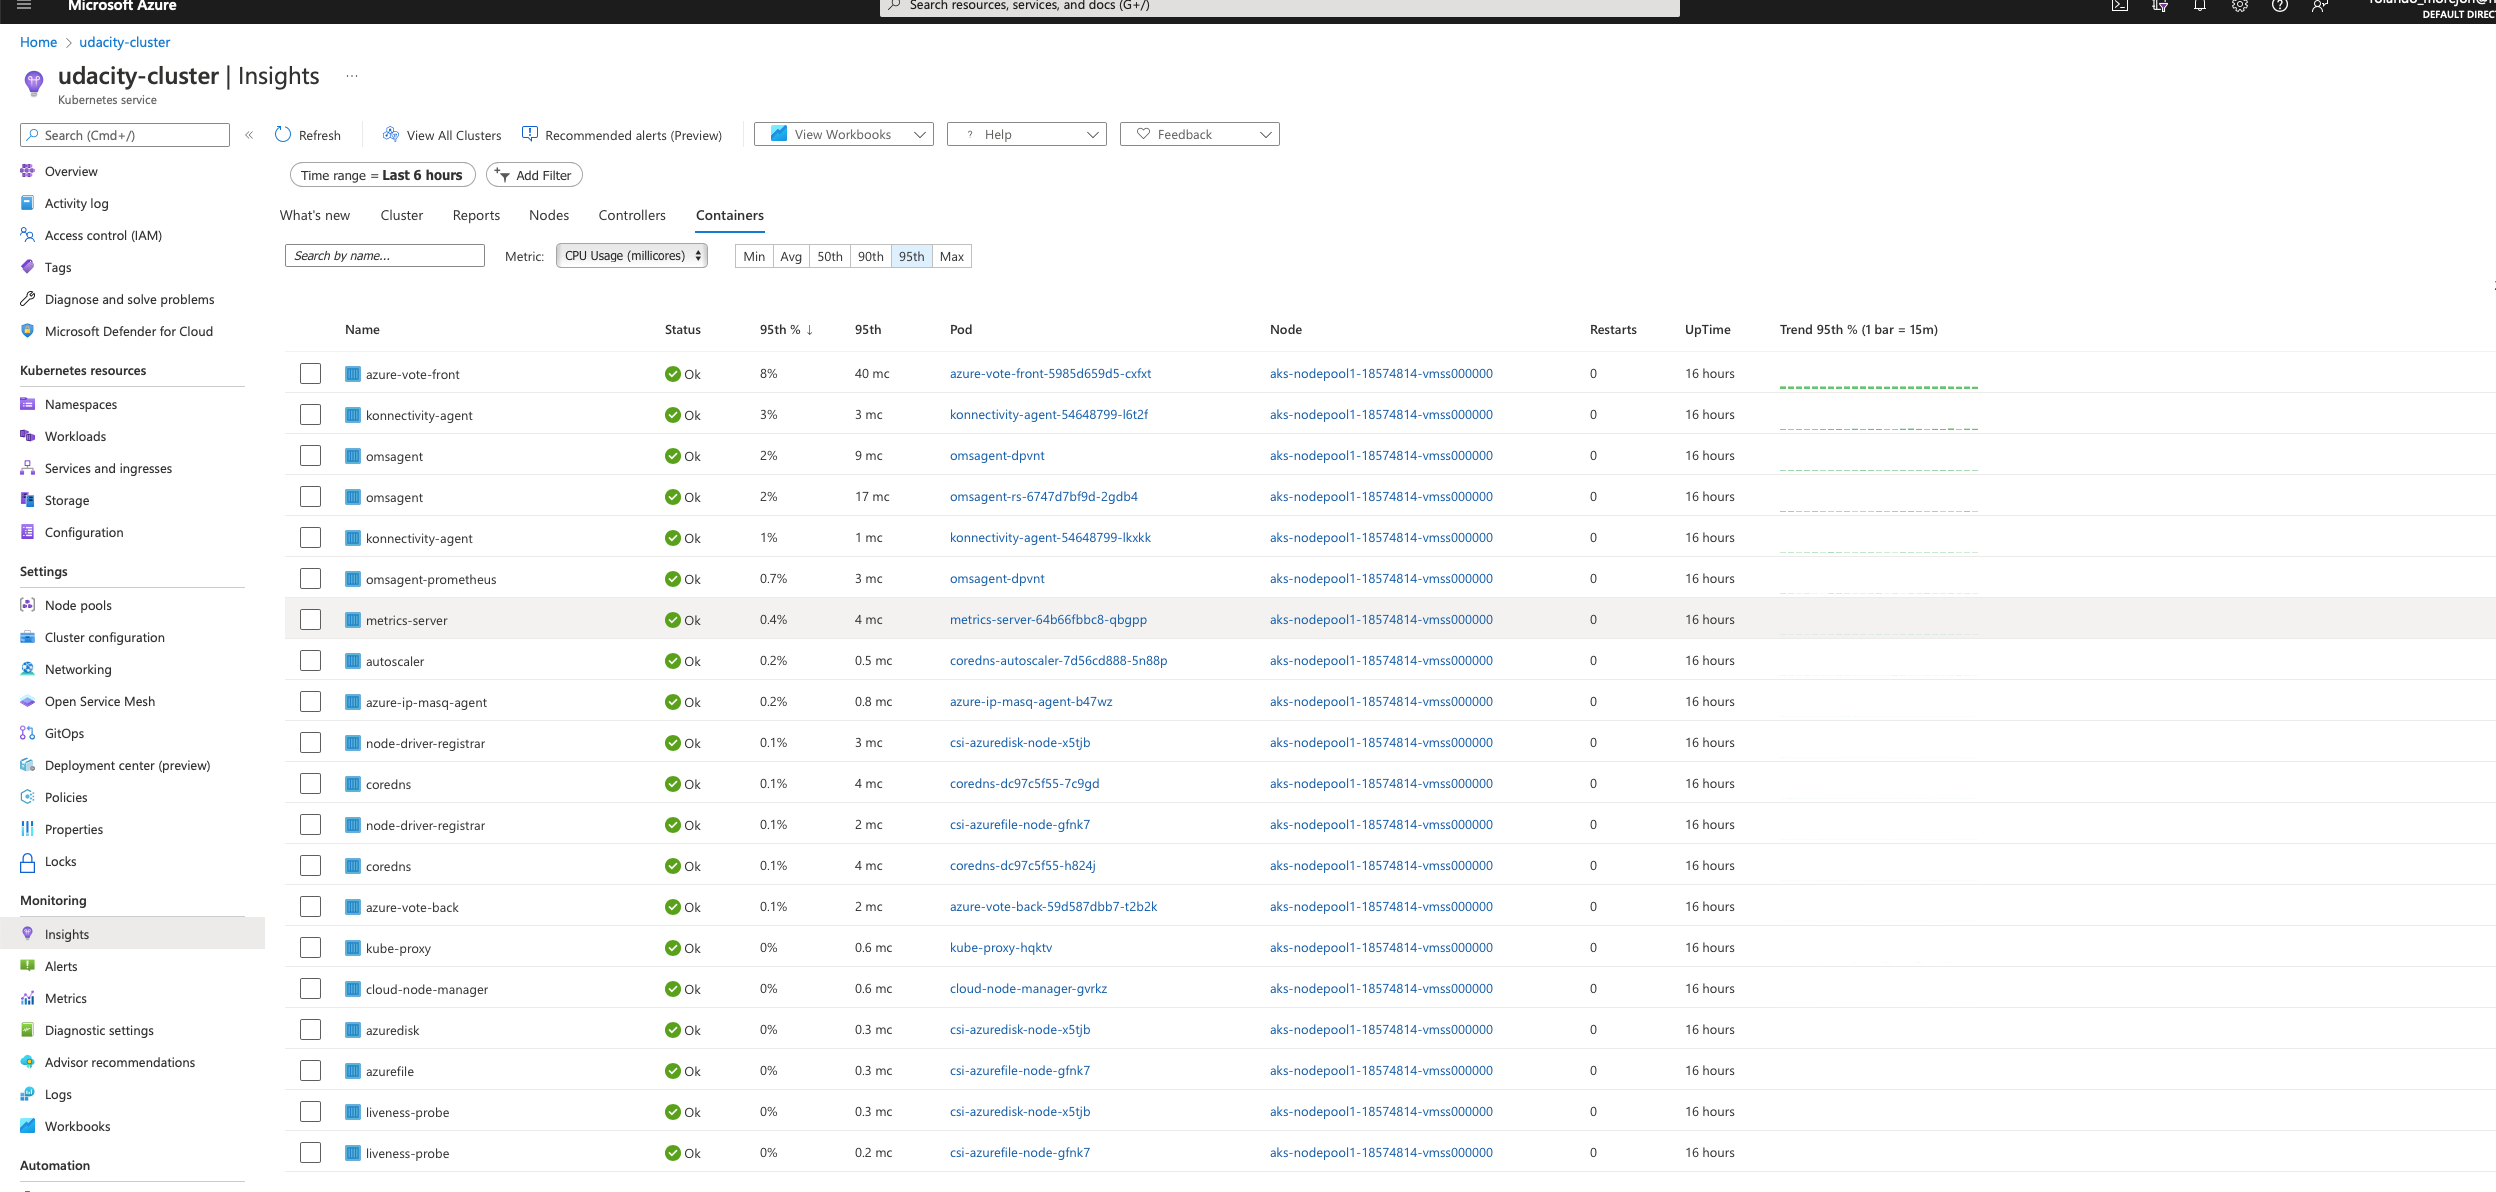 Microsoft Azure
Search resources, services, and docs (G+/)
DEFAULT DIRECT
Home > udacity-cluster
udacity-cluster | Insights ...
Kubernetes service
Search (Cmd+/)
«
Refresh
View All Clusters
Recommended alerts (Preview)
View Workbooks
? Help
Feedback
Time range = Last 6 hours
Add Filter
What's new Cluster Reports Nodes Controllers Containers
Search by name...
Metric: CPU Usage (millicores)
Min Avg 50th 90th 95th Max
Overview
Activity log
Access control (IAM)
Tags
Diagnose and solve problems
Microsoft Defender for Cloud
Kubernetes resources
Namespaces
Workloads
Services and ingresses
Storage
Configuration
Settings
Node pools
Cluster configuration
Networking
Open Service Mesh
GitOps
Deployment center (preview)
Policies
Properties
Locks
Monitoring
Insights
Alerts
Metrics
Diagnostic settings
Advisor recommendations
Logs
Workbooks
Automation
Name Status 95th % ↓ 95th Pod Node Restarts UpTime Trend 95th % (1 bar = 15m)
azure-vote-front Ok 8% 40 mc azure-vote-front-5985d659d5-cxfxt aks-nodepool1-18574814-vmss000000 0 16 hours
konnectivity-agent Ok 3% 3 mc konnectivity-agent-54648799-l6t2f aks-nodepool1-18574814-vmss000000 0 16 hours
omsagent Ok 2% 9 mc omsagent-dpvnt aks-nodepool1-18574814-vmss000000 0 16 hours
omsagent Ok 2% 17 mc omsagent-rs-6747d7bf9d-2gdb4 aks-nodepool1-18574814-vmss000000 0 16 hours
konnectivity-agent Ok 1% 1 mc konnectivity-agent-54648799-lkxkk aks-nodepool1-18574814-vmss000000 0 16 hours
omsagent-prometheus Ok 0.7% 3 mc omsagent-dpvnt aks-nodepool1-18574814-vmss000000 0 16 hours
metrics-server Ok 0.4% 4 mc metrics-server-64b66fbbc8-qbgpp aks-nodepool1-18574814-vmss000000 0 16 hours
autoscaler Ok 0.2% 0.5 mc coredns-autoscaler-7d56cd888-5n88p aks-nodepool1-18574814-vmss000000 0 16 hours
azure-ip-masq-agent Ok 0.2% 0.8 mc azure-ip-masq-agent-b47wz aks-nodepool1-18574814-vmss000000 0 16 hours
node-driver-registrar Ok 0.1% 3 mc csi-azuredisk-node-x5tjb aks-nodepool1-18574814-vmss000000 0 16 hours
coredns Ok 0.1% 4 mc coredns-dc97c5f55-7c9gd aks-nodepool1-18574814-vmss000000 0 16 hours
node-driver-registrar Ok 0.1% 2 mc csi-azurefile-node-gfnk7 aks-nodepool1-18574814-vmss000000 0 16 hours
coredns Ok 0.1% 4 mc coredns-dc97c5f55-h824j aks-nodepool1-18574814-vmss000000 0 16 hours
azure-vote-back Ok 0.1% 2 mc azure-vote-back-59d587dbb7-t2b2k aks-nodepool1-18574814-vmss000000 0 16 hours
kube-proxy Ok 0% 0.6 mc kube-proxy-hqktv aks-nodepool1-18574814-vmss000000 0 16 hours
cloud-node-manager Ok 0% 0.6 mc cloud-node-manager-gvrkz aks-nodepool1-18574814-vmss000000 0 16 hours
azuredisk Ok 0% 0.3 mc csi-azuredisk-node-x5tjb aks-nodepool1-18574814-vmss000000 0 16 hours
azurefile Ok 0% 0.3 mc csi-azurefile-node-gfnk7 aks-nodepool1-18574814-vmss000000 0 16 hours
liveness-probe Ok 0% 0.3 mc csi-azuredisk-node-x5tjb aks-nodepool1-18574814-vmss000000 0 16 hours
liveness-probe Ok 0% 0.2 mc csi-azurefile-node-gfnk7 aks-nodepool1-18574814-vmss000000 0 16 hours